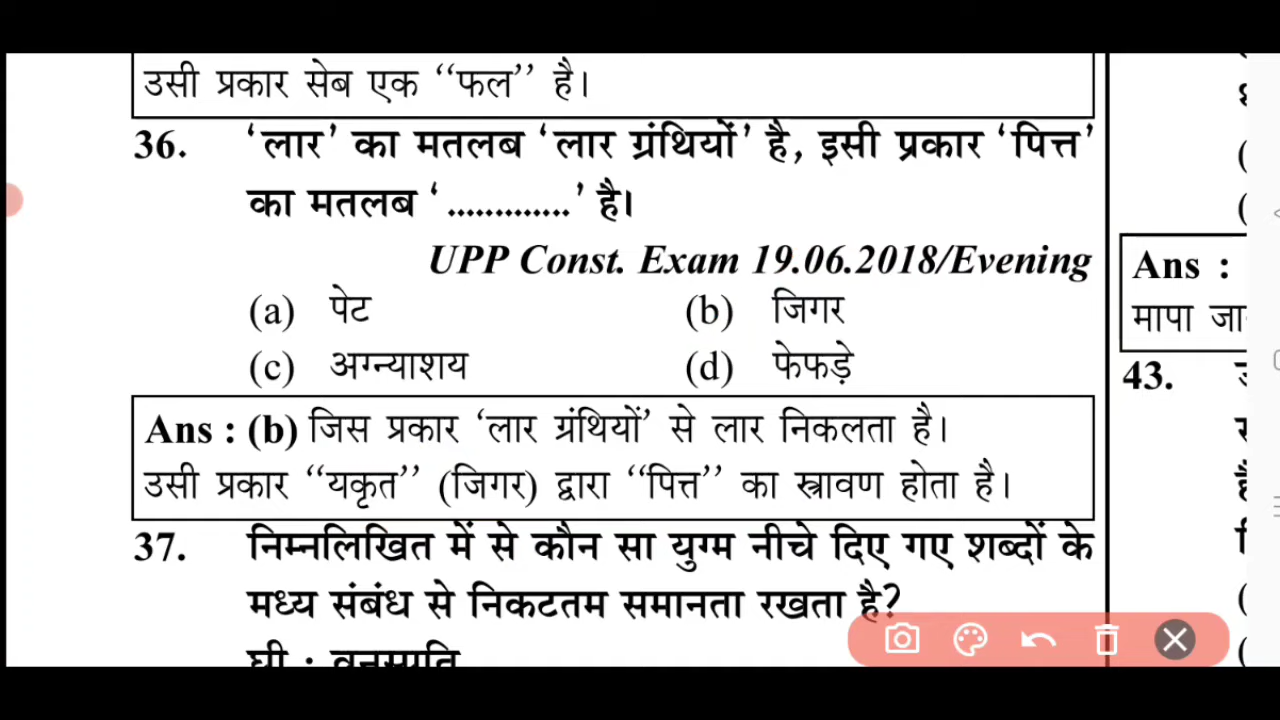 उसी प्रकार सेब एक “फल” है।
36. ‘लार’ का मतलब ‘लार ग्रंथियों’ है, इसी प्रकार ‘पित्त’
का मतलब ‘.............’ है।
UPP Const. Exam 19.06.2018/Evening
(a) पेट (b) जिगर
(c) अग्न्याशय (d) फेफड़े
Ans : (b) जिस प्रकार ‘लार ग्रंथियों’ से लार निकलता है।
उसी प्रकार “यकृत” (जिगर) द्वारा “पित्त” का स्त्रावण होता है।
37. निम्नलिखित में से कौन सा युग्म नीचे दिए गए शब्दों के
मध्य संबंध से निकटतम समानता रखता है?
घी : वनस्पति
Ans :
मापा जा
43.